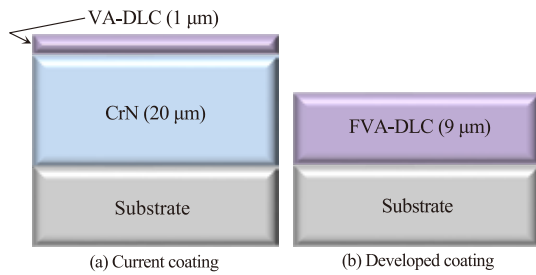 VA-DLC (1 μm)
CrN (20 μm)
FVA-DLC (9 μm)
Substrate
Substrate
(a) Current coating
(b) Developed coating